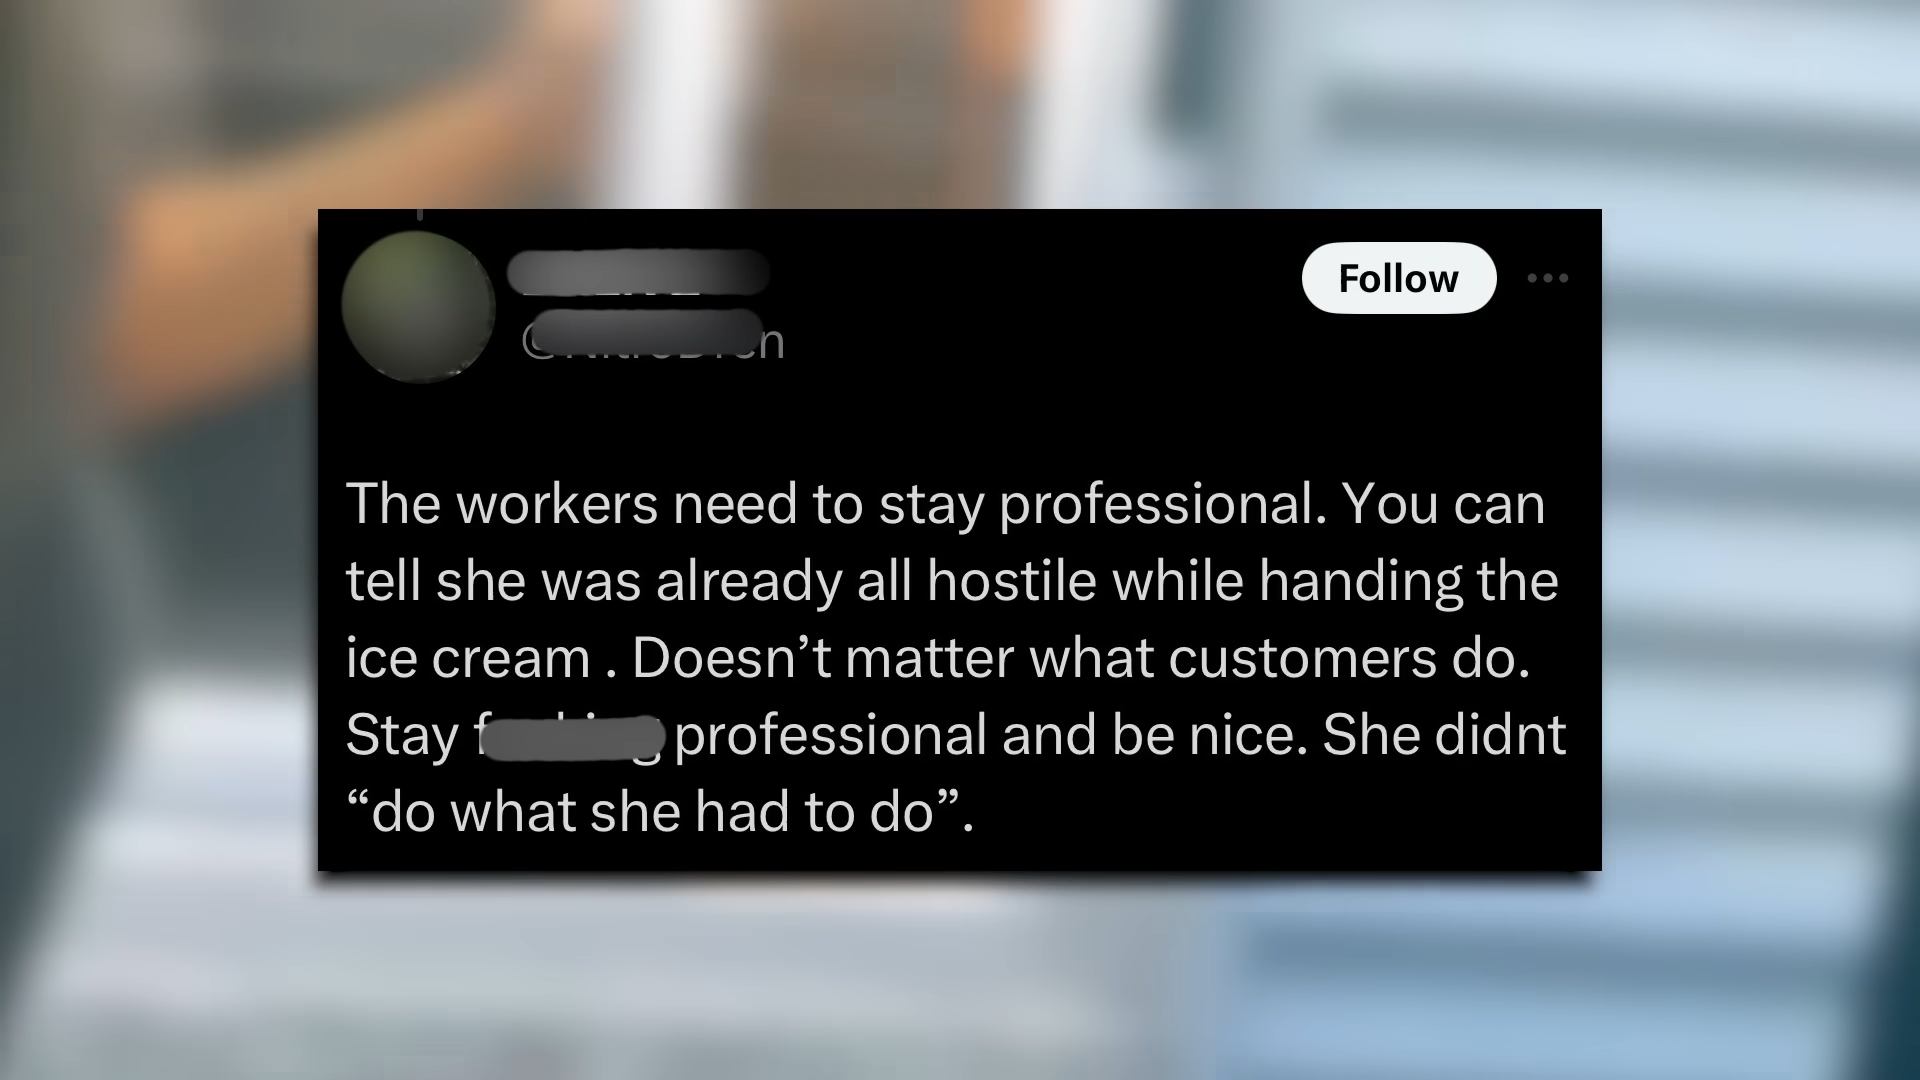 Follow
The workers need to stay professional. You can
tell she was already all hostile while handing the
ice cream . Doesn’t matter what customers do.
Stay professional and be nice. She didnt
“do what she had to do”.